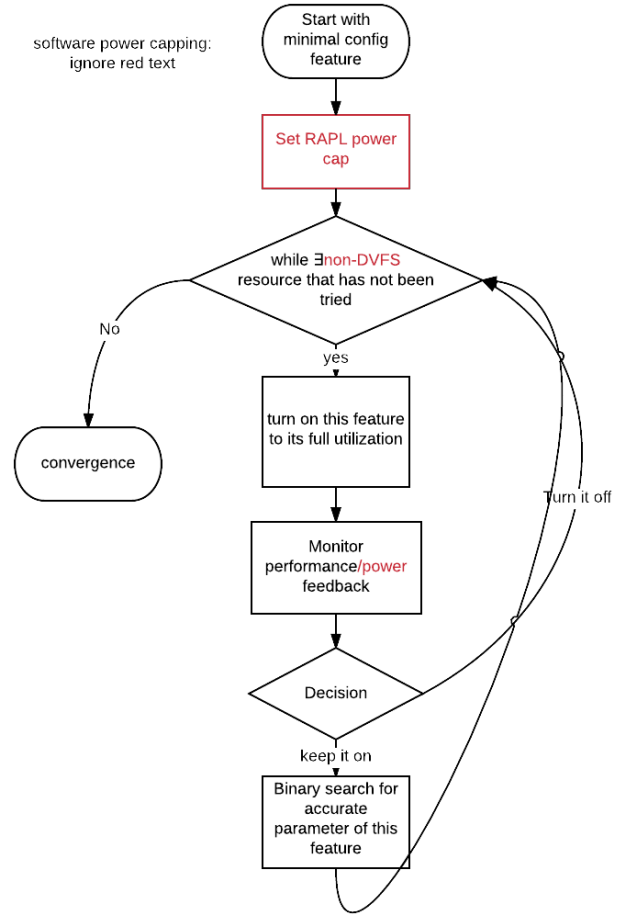 software power capping:
ignore red text
Start with
minimal config
feature
Set RAPL power
cap
while ∃non-DVFS
resource that has not been
tried
No
yes
convergence
turn on this feature
to its full utilization
Turn it off
Monitor
performance/power
feedback
Decision
keep it on
Binary search for
accurate
parameter of this
feature